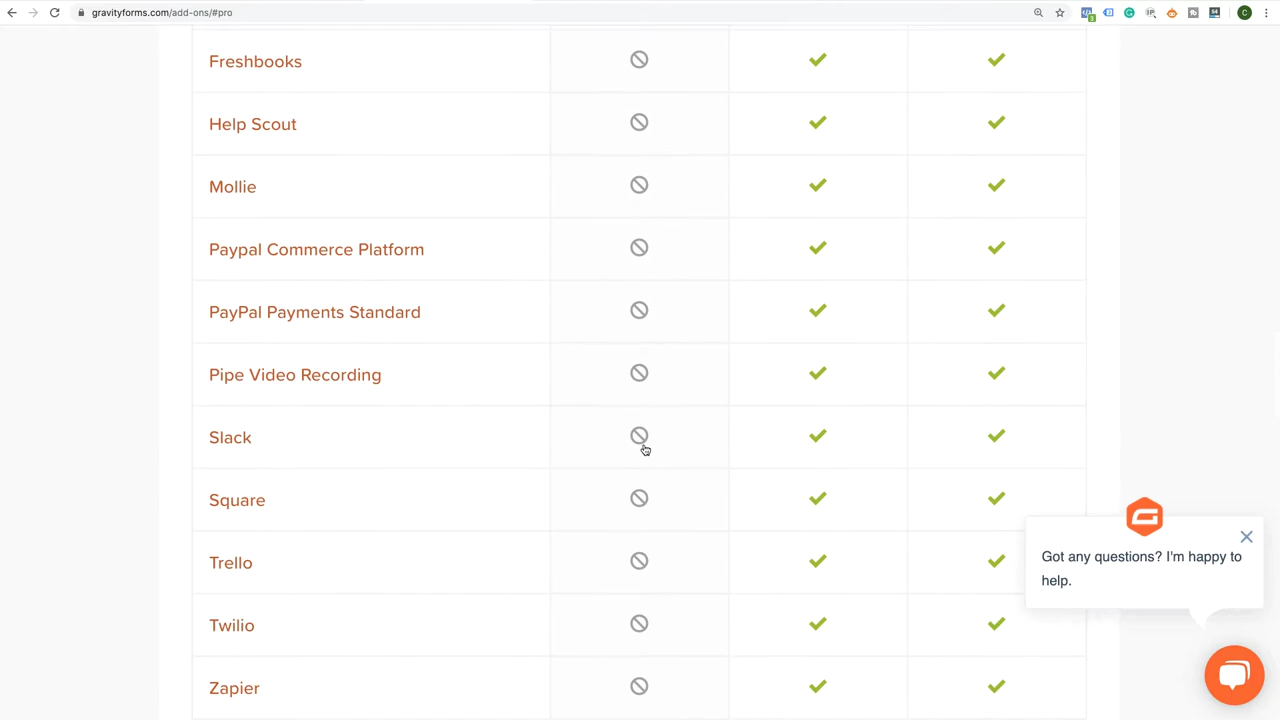 gravityforms.com/add-ons/#pro
Freshbooks
Help Scout
Mollie
Paypal Commerce Platform
PayPal Payments Standard
Pipe Video Recording
Slack
Square
Trello
Twilio
Zapier
Got any questions? I'm happy to
help.